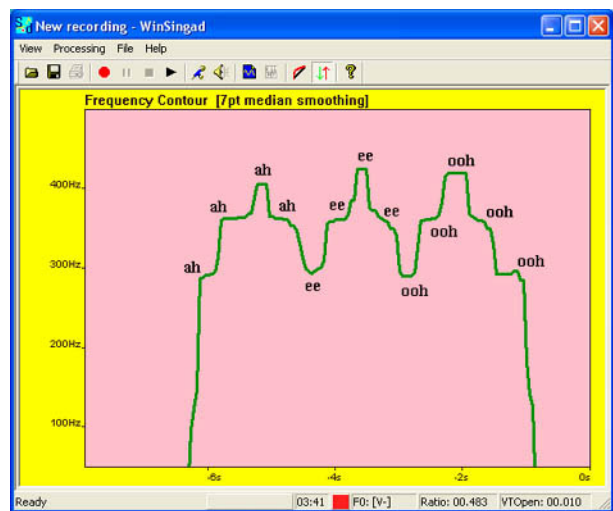 New recording - WinSingad
View Processing File Help
Frequency Contour [7pt median smoothing]
ee
ooh
ah
400Hz
ah ah ee ee ooh
ooh
ah ooh
300Hz
ee ooh
200Hz
100Hz
-6s -4s -2s 0s
Ready 03:41 F0: [V-] Ratio: 00.483 VTOpen: 00.010